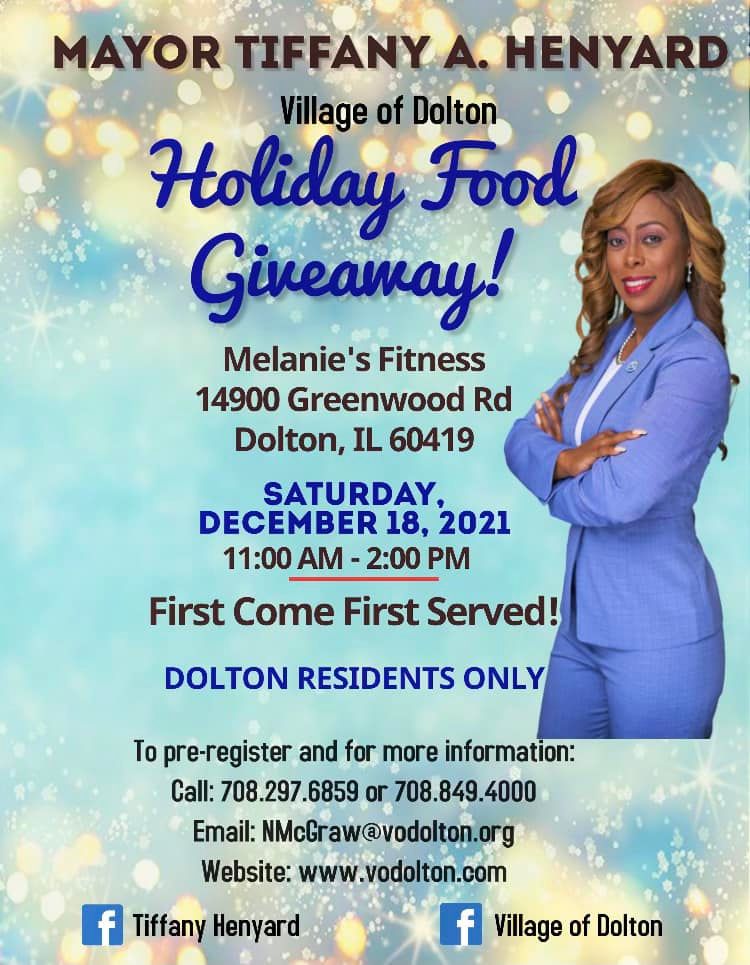 MAYOR TIFFANY A. HENYARD
Village of Dolton
Holiday Food
Giveaway!
Melanie's Fitness
14900 Greenwood Rd
Dolton, IL 60419
SATURDAY,
DECEMBER 18, 2021
11:00 AM - 2:00 PM
First Come First Served!
DOLTON RESIDENTS ONLY
To pre-register and for more information:
Call: 708.297.6859 or 708.849.4000
Email: NMcGraw@vodolton.org
Website: www.vodolton.com
f Tiffany Henyard
f Village of Dolton